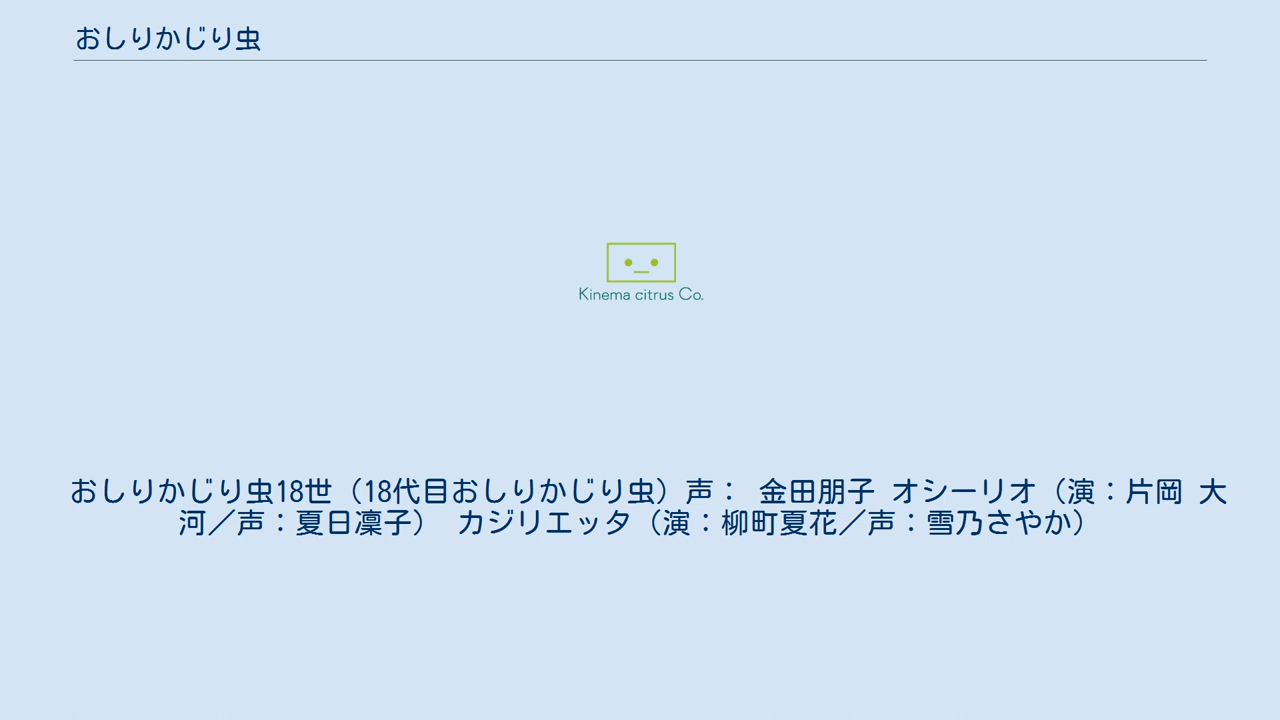 おしりかじり虫
Kinema citrus Co.
おしりかじり虫18世（18代目おしりかじり虫）声： 金田朋子 オシーリオ（演：片岡 大
河／声：夏日凜子） カジリエッタ（演：柳町夏花／声：雪乃さやか）